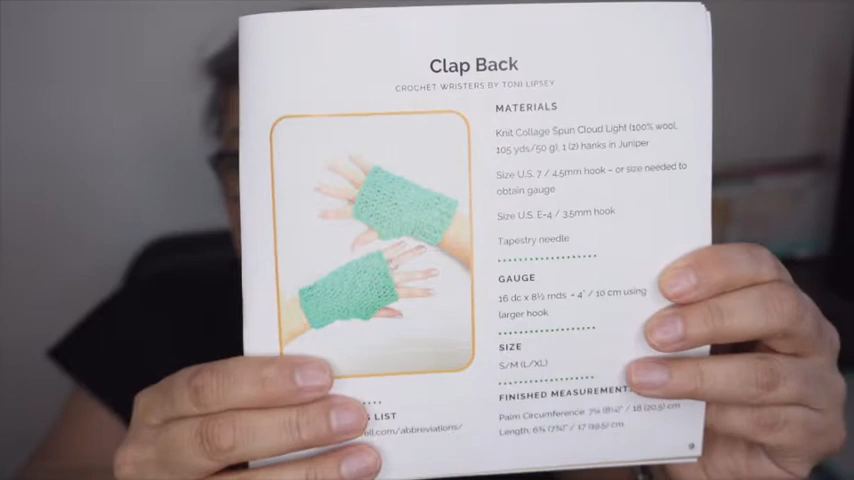 Clap Back
CROCHET WRISTERS BY TONI LIPSEY
MATERIALS
Knit Collage Spun Cloud Light (100% wool,
105 yds/50 g), 1 (2) hanks in Juniper
Size U.S. 7 / 4.5mm hook – or size needed to
obtain gauge
Size U.S. E-4 / 3.5mm hook
Tapestry needle
GAUGE
16 dc x 8½ rnds = 4" / 10 cm using
larger hook
SIZE
S/M (L/XL)
FINISHED MEASUREMENTS
Palm Circumference 7¼ (8¼)" / 18 (20.5) cm
Length: 6¾ (7¾)" / 17 (19.5) cm
S LIST
ell.com/abbreviations/
9